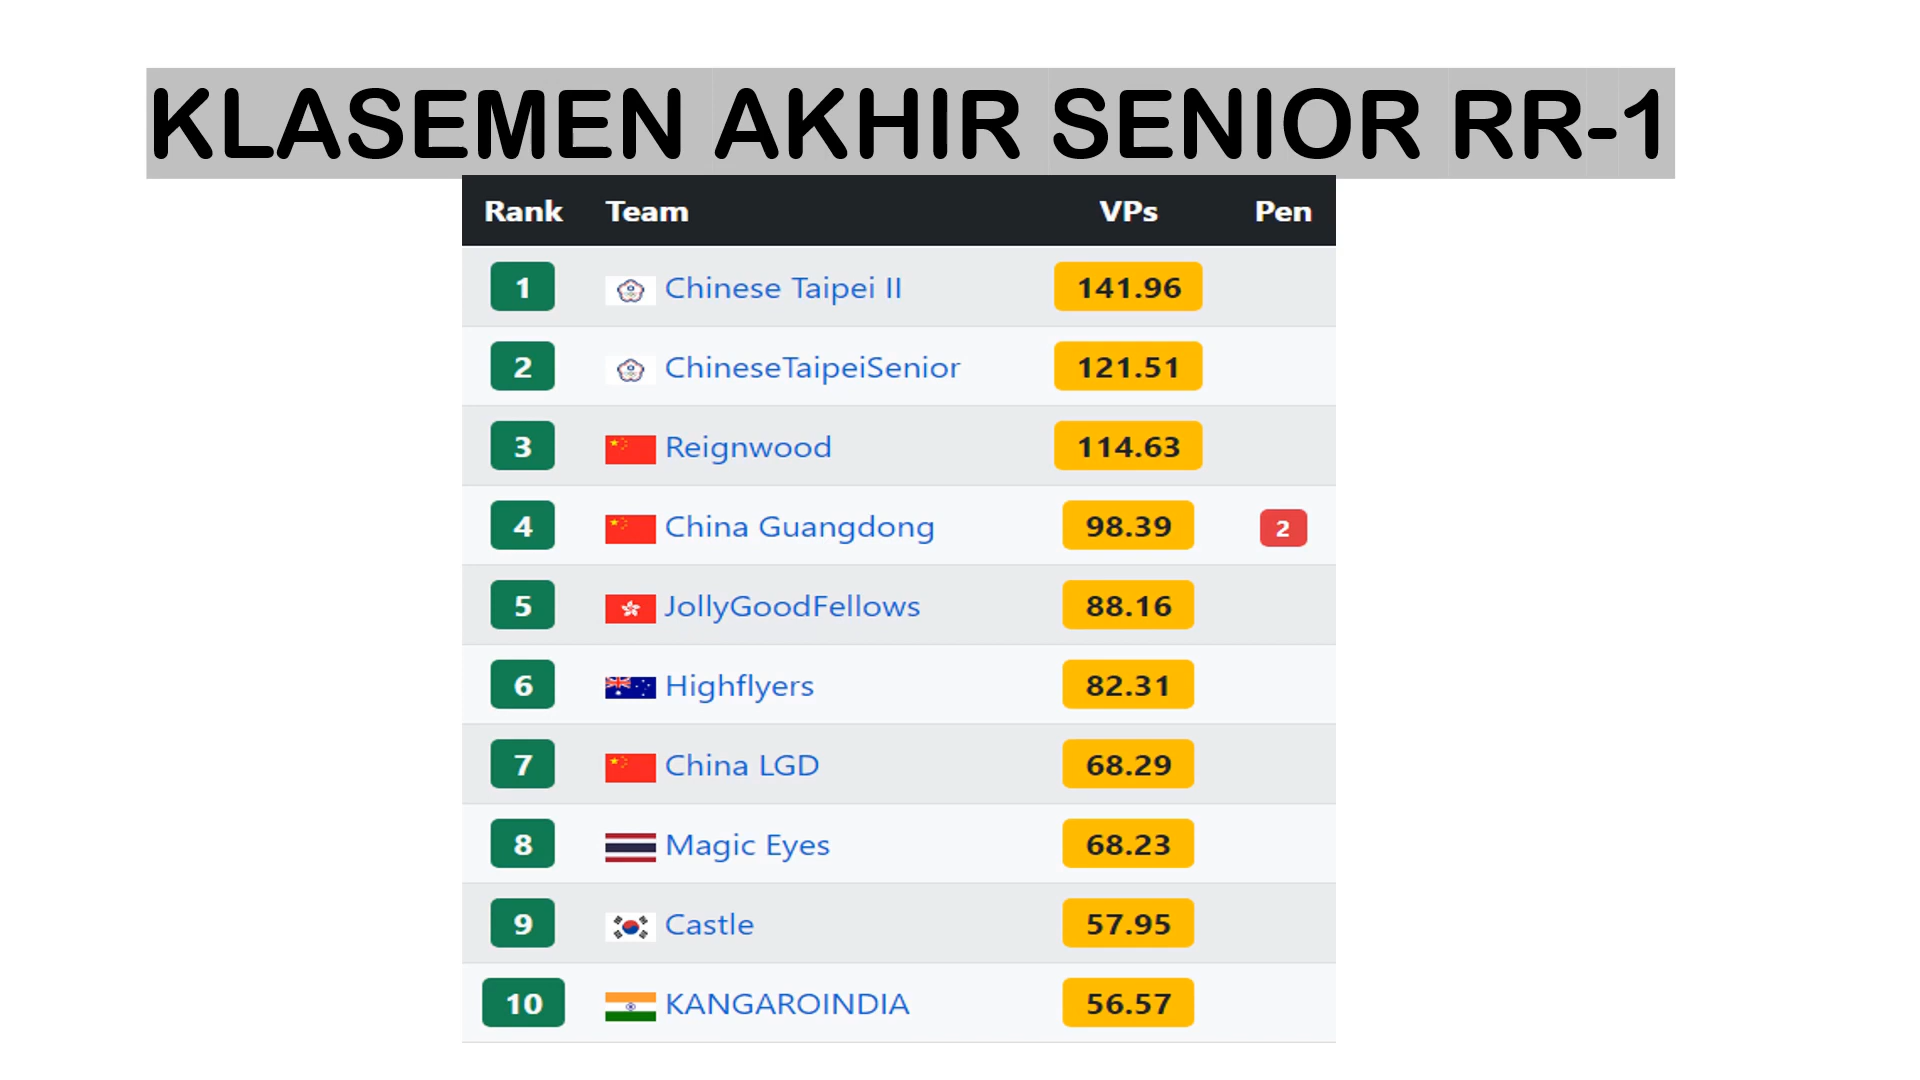 KLASEMEN AKHIR SENIOR RR-1
Rank Team VPs Pen
1 Chinese Taipei II 141.96
2 ChineseTaipeiSenior 121.51
3 Reignwood 114.63
4 China Guangdong 98.39 2
5 JollyGoodFellows 88.16
6 Highflyers 82.31
7 China LGD 68.29
8 Magic Eyes 68.23
9 Castle 57.95
10 KANGAROINDIA 56.57